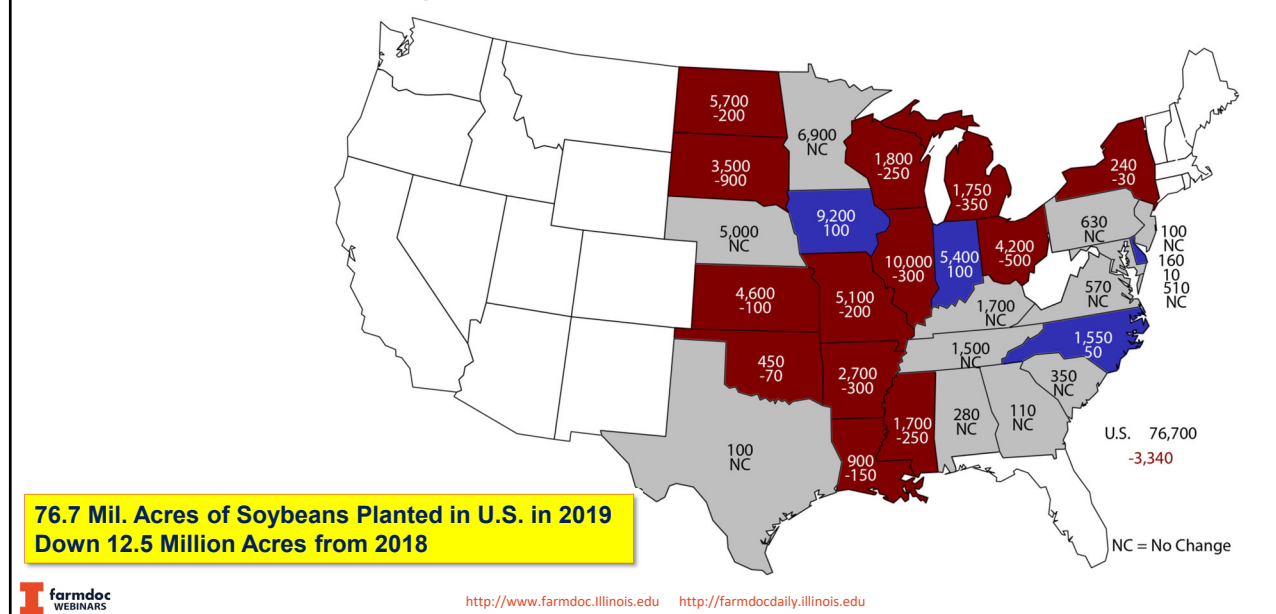 5,700
-200
6,900
NC
3,500
-900
1,800
-250
1,750
-350
240
-30
5,000
NC
9,200
100
10,000
-300
5,400
100
4,200
-500
630
NC
100
NC
160
10
510
NC
4,600
-100
5,100
-200
1,700
NC
570
NC
450
-70
2,700
-300
1,500
NC
1,550
50
350
NC
100
NC
900
-150
1,700
-250
280
NC
110
NC
U.S. 76,700
-3,340
76.7 Mil. Acres of Soybeans Planted in U.S. in 2019
Down 12.5 Million Acres from 2018
NC = No Change
farmdoc
WEBINARS
http://www.farmdoc.Illinois.edu http://farmdocdaily.illinois.edu